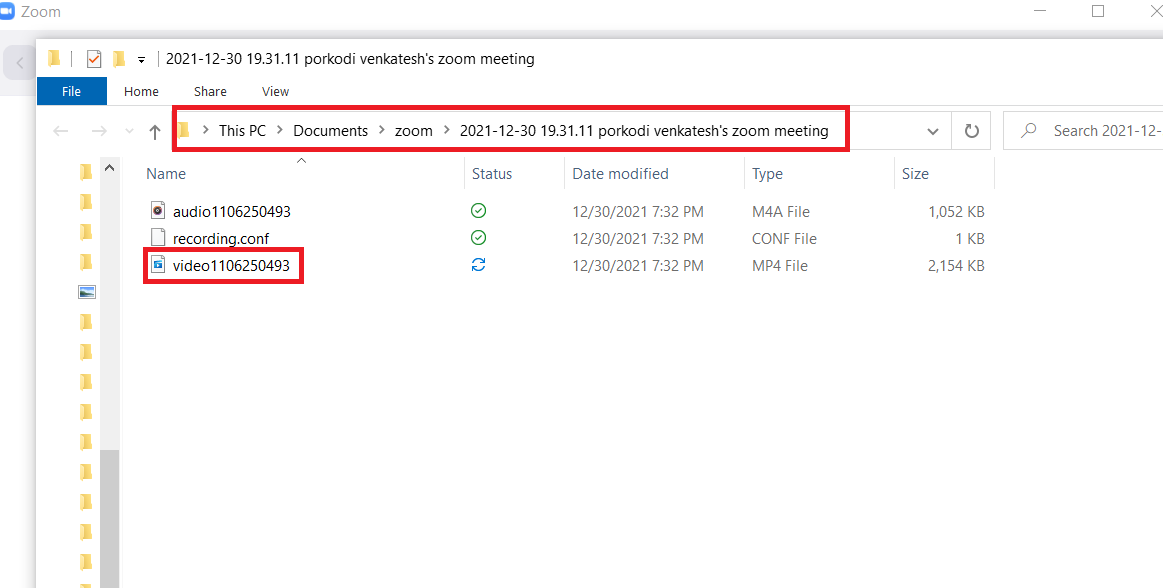 Zoom
2021-12-30 19.31.11 porkodi venkatesh's zoom meeting
File Home Share View
This PC > Documents > zoom > 2021-12-30 19.31.11 porkodi venkatesh's zoom meeting Search 2021-12-
Name Status Date modified Type Size
audio1106250493 12/30/2021 7:32 PM M4A File 1,052 KB
recording.conf 12/30/2021 7:32 PM CONF File 1 KB
video1106250493 12/30/2021 7:32 PM MP4 File 2,154 KB